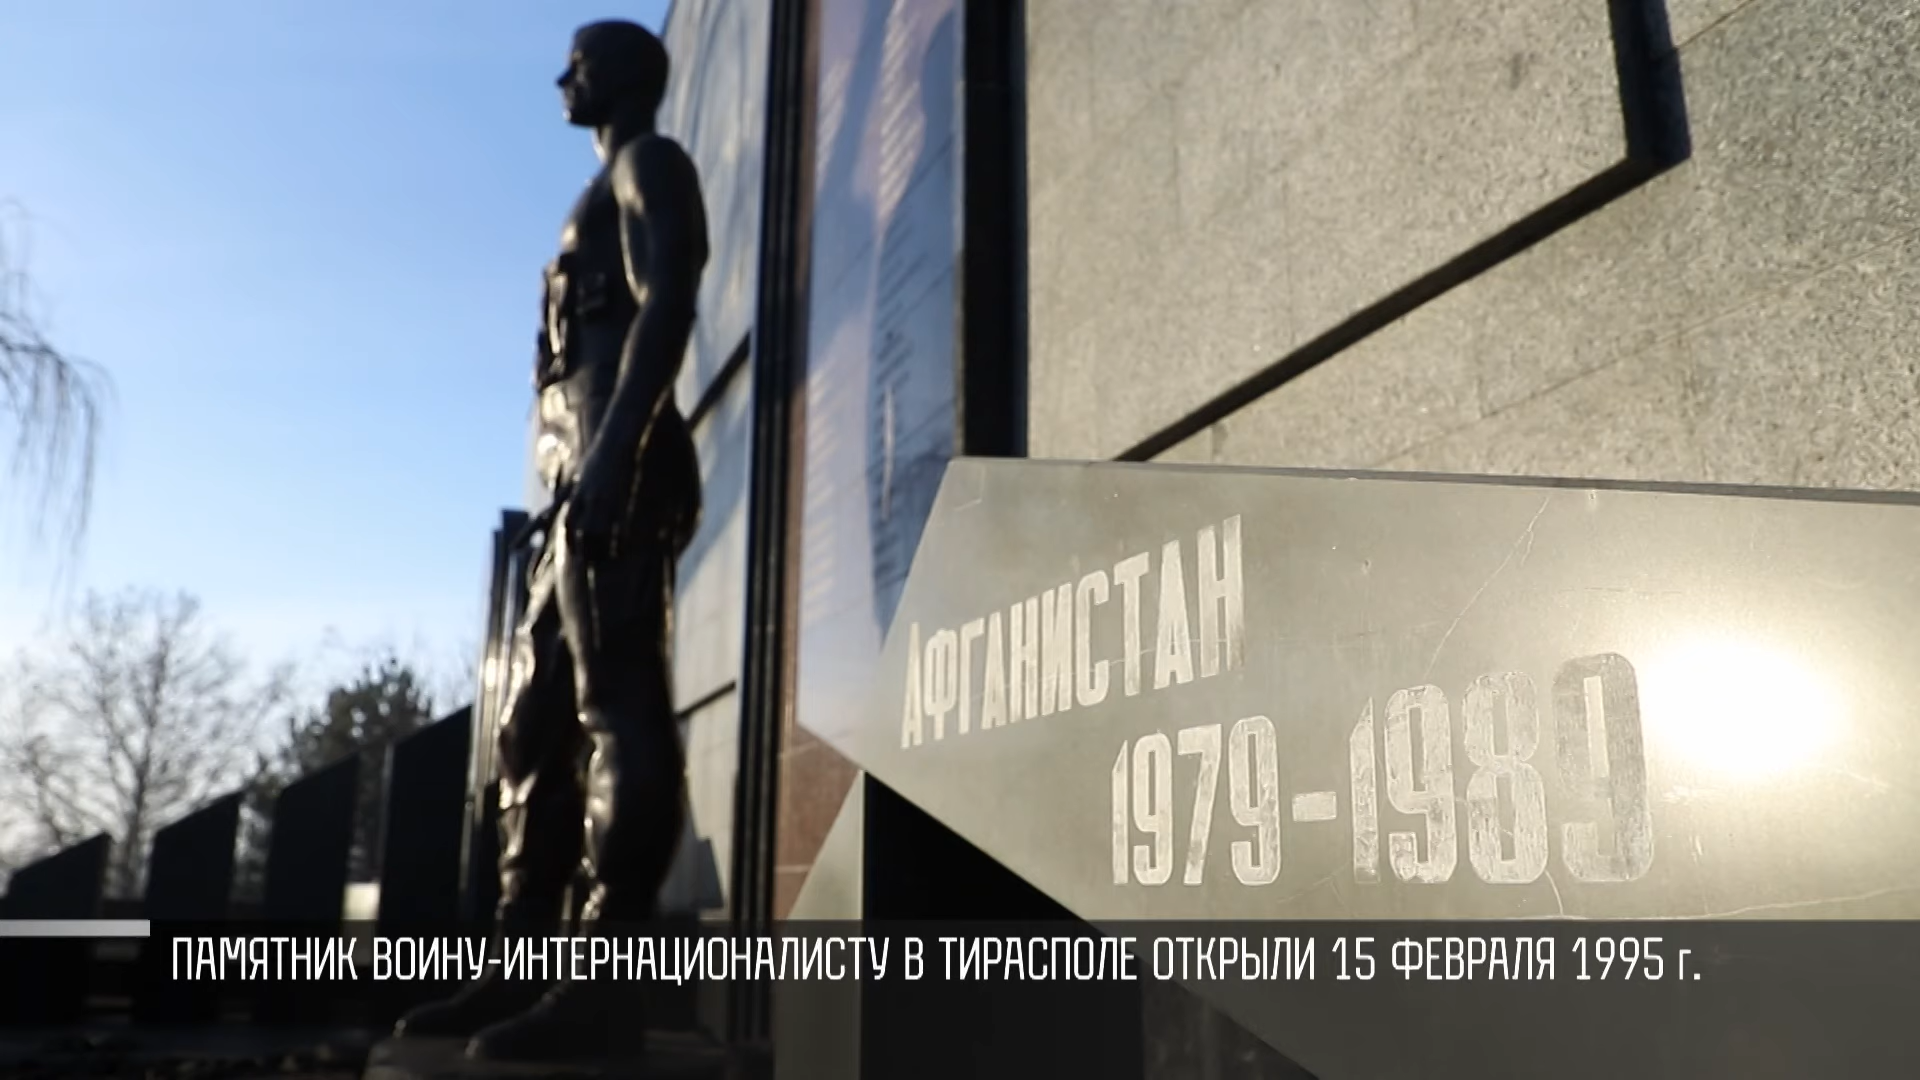 АФГАНИСТАН
1979-1989
ПАМЯТНИК ВОИНУ-ИНТЕРНАЦИОНАЛИСТУ В ТИРАСПОЛЕ ОТКРЫЛИ 15 ФЕВРАЛЯ 1995 г.